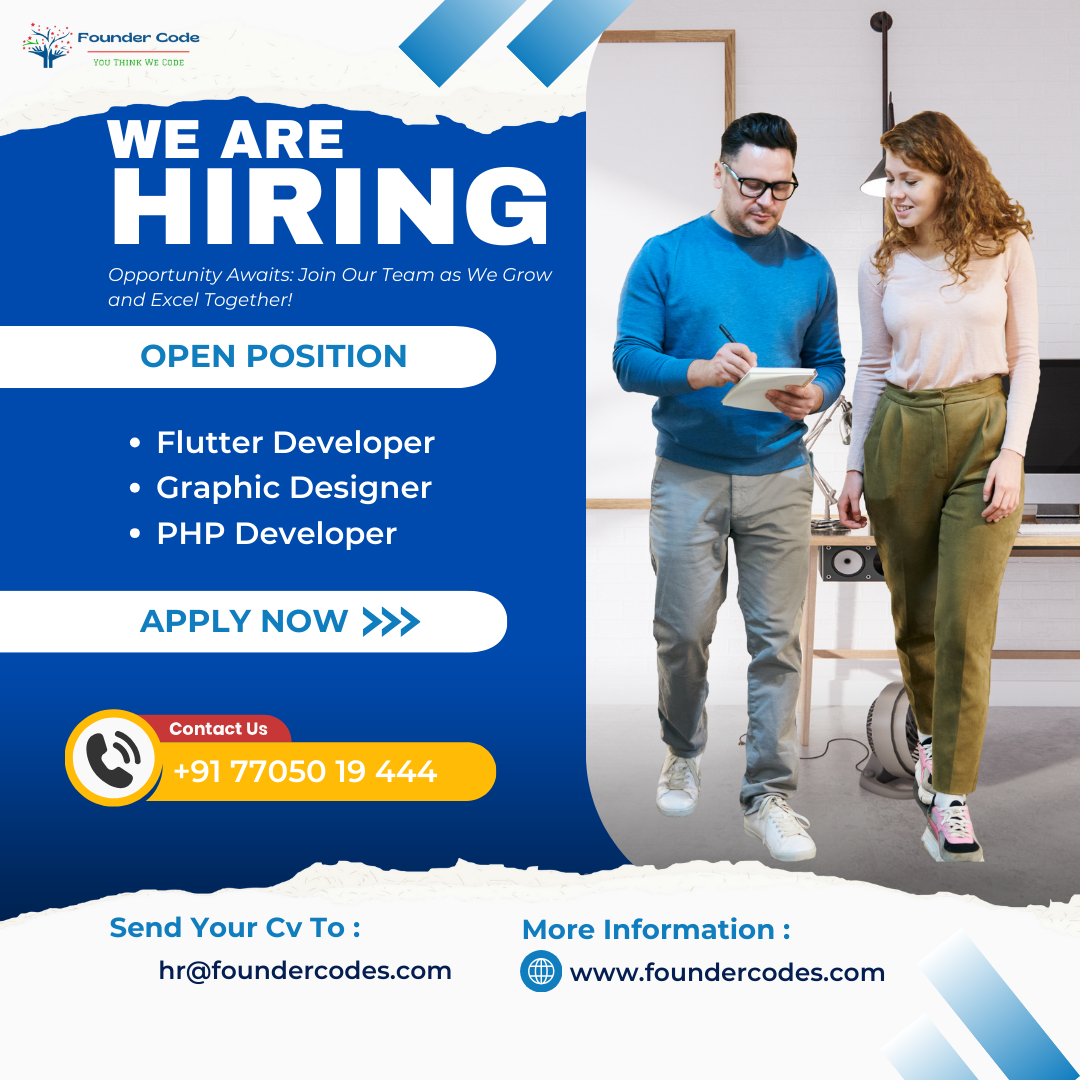 Founder Code
You Think We Code
WE ARE
HIRING
Opportunity Awaits: Join Our Team as We Grow
and Excel Together!
OPEN POSITION
• Flutter Developer
• Graphic Designer
• PHP Developer
APPLY NOW
Contact Us
+91 77050 19 444
Send Your Cv To :
hr@foundercodes.com
More Information :
www.foundercodes.com